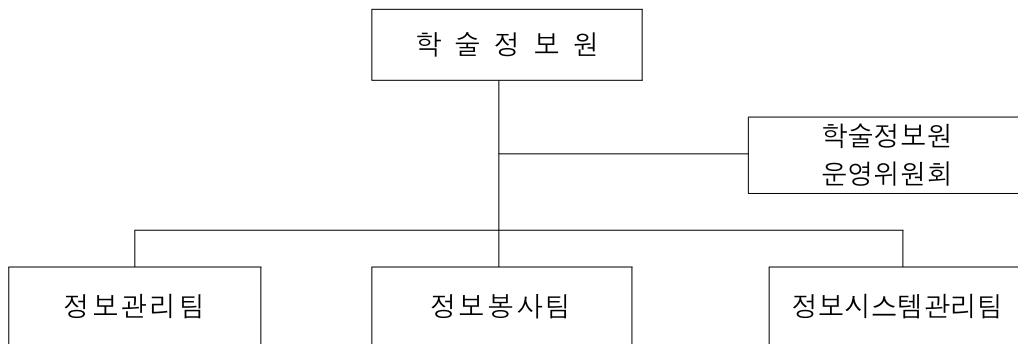 학 술 정 보 원
학술정보원
운영위원회
정보관리팀
정보봉사팀
정보시스템관리팀